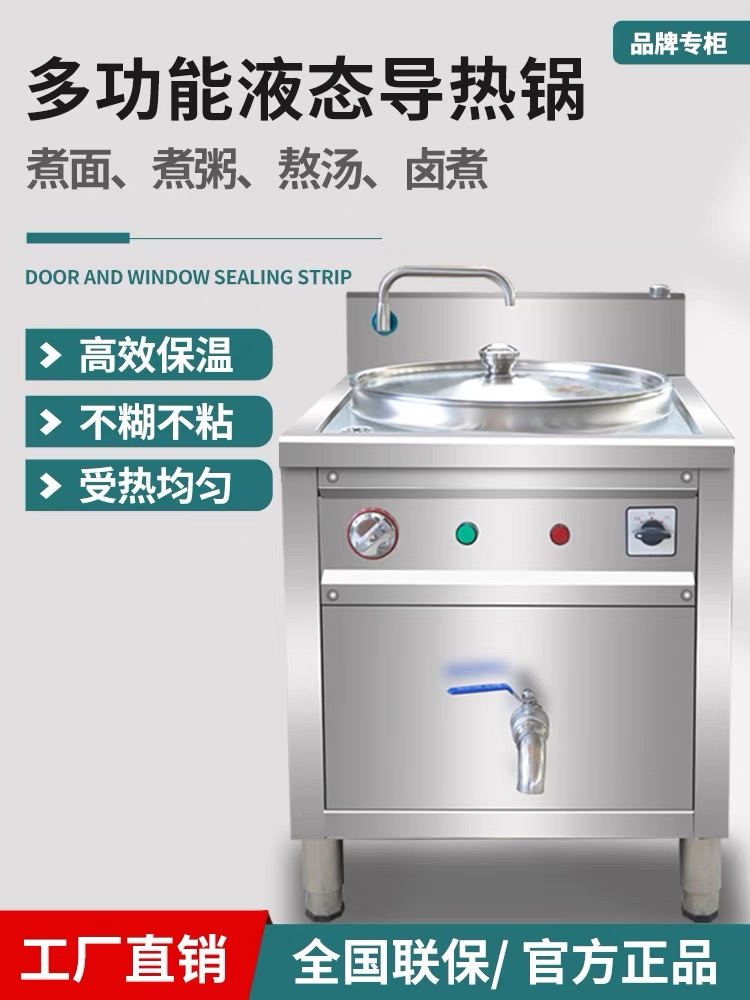 品牌专柜
多功能液态导热锅
煮面、煮粥、熬汤、卤煮
DOOR AND WINDOW SEALING STRIP
高效保温
不糊不粘
受热均匀
工厂直销
全国联保/官方正品